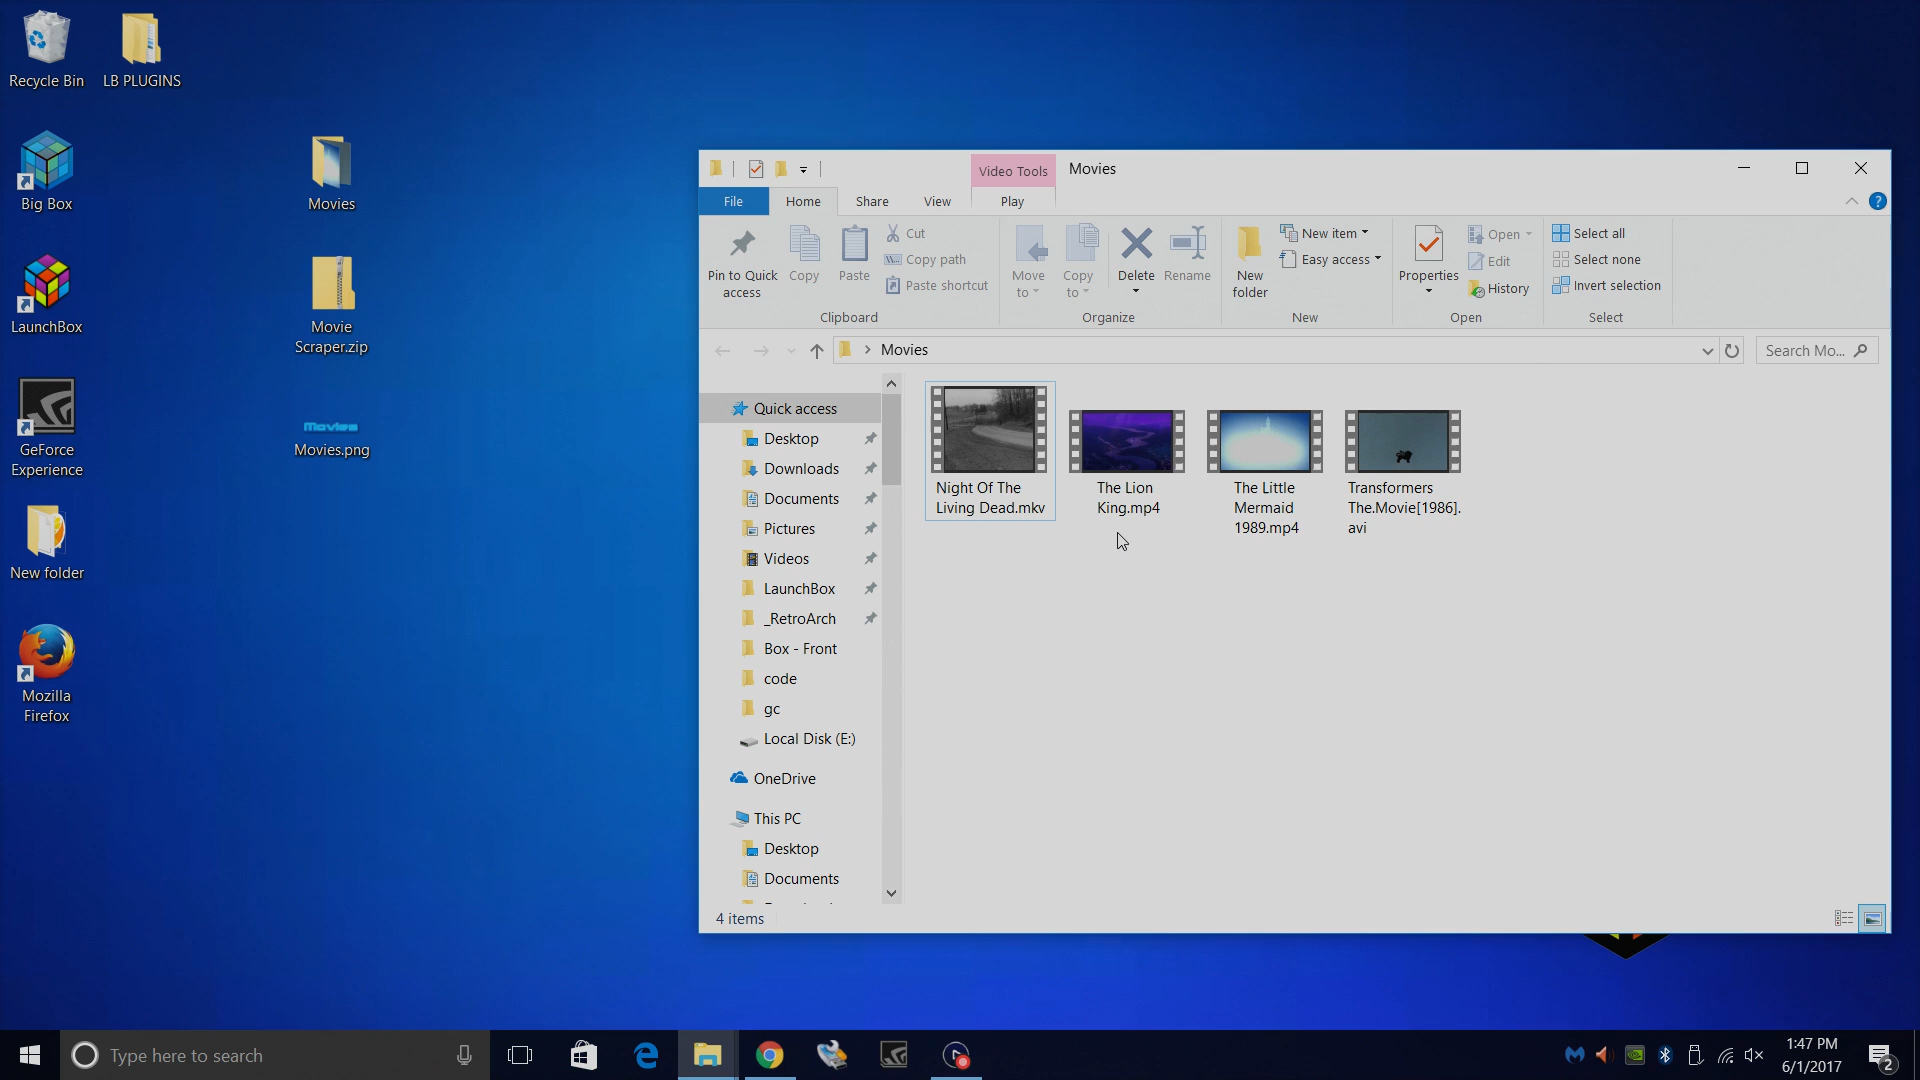 Recycle Bin
LB PLUGINS
Big Box
Movies
LaunchBox
Movie
Scraper.zip
GeForce
Experience
Movies
Movies.png
New folder
Mozilla
Firefox
Video Tools
Movies
File
Home
Share
View
Play
?
Pin to Quick
access
Copy
Paste
Cut
Copy path
Paste shortcut
Clipboard
Move
to
Copy
to
Delete
Rename
Organize
New
folder
New item
Easy access
New
Properties
Open
Edit
History
Open
Select all
Select none
Invert selection
Select
Movies
Search Mo...
Quick access
Desktop
Downloads
Documents
Pictures
Videos
LaunchBox
_RetroArch
Box - Front
code
gc
Local Disk (E:)
OneDrive
This PC
Desktop
Documents
Night Of The
Living Dead.mkv
The Lion
King.mp4
The Little
Mermaid
1989.mp4
Transformers
The.Movie[1986].
avi
4 items
Type here to search
1:47 PM
6/1/2017
2